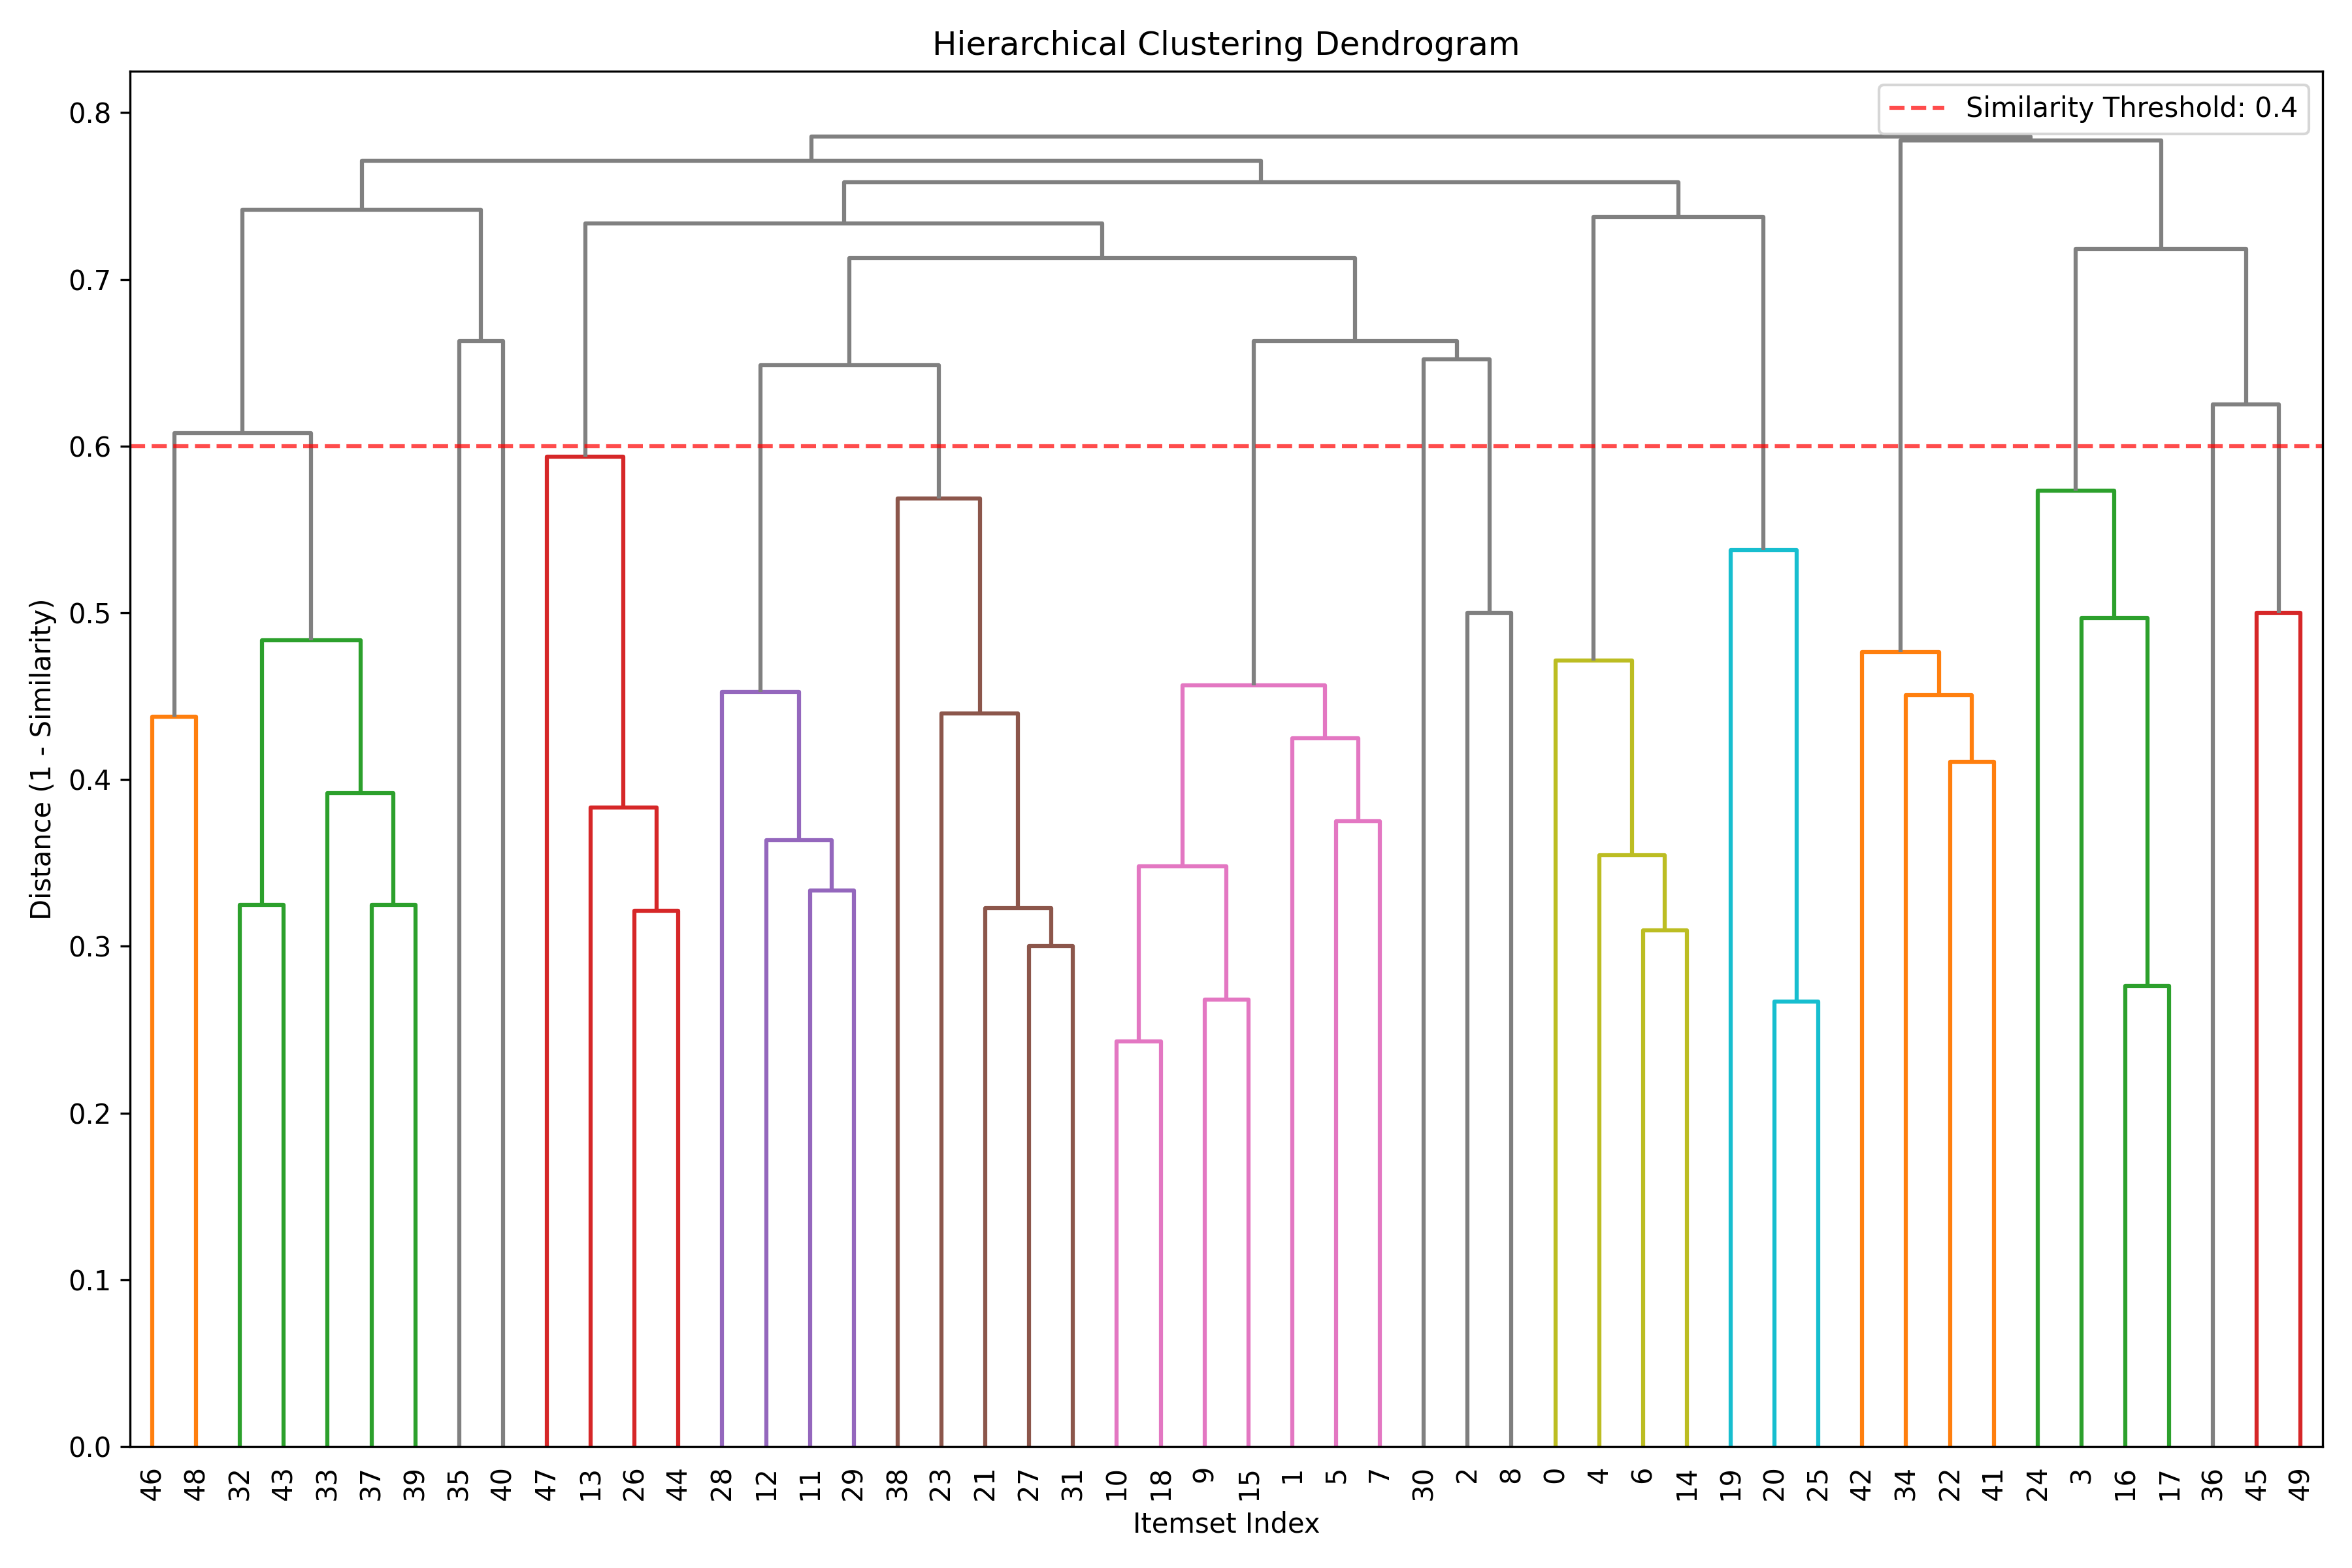 Hierarchical Clustering Dendrogram
Similarity Threshold: 0.4
Distance (1 - Similarity)
0.8
0.7
0.6
0.5
0.4
0.3
0.2
0.1
0.0
46 48 32 43 33 37 39 35 40 47 13 26 44 28 12 11 29 38 23 21 27 31 10 18 9 15 1 5 7 30 2 8 0 4 6 14 19 20 25 42 34 22 41 24 3 16 17 36 45 49
Itemset Index